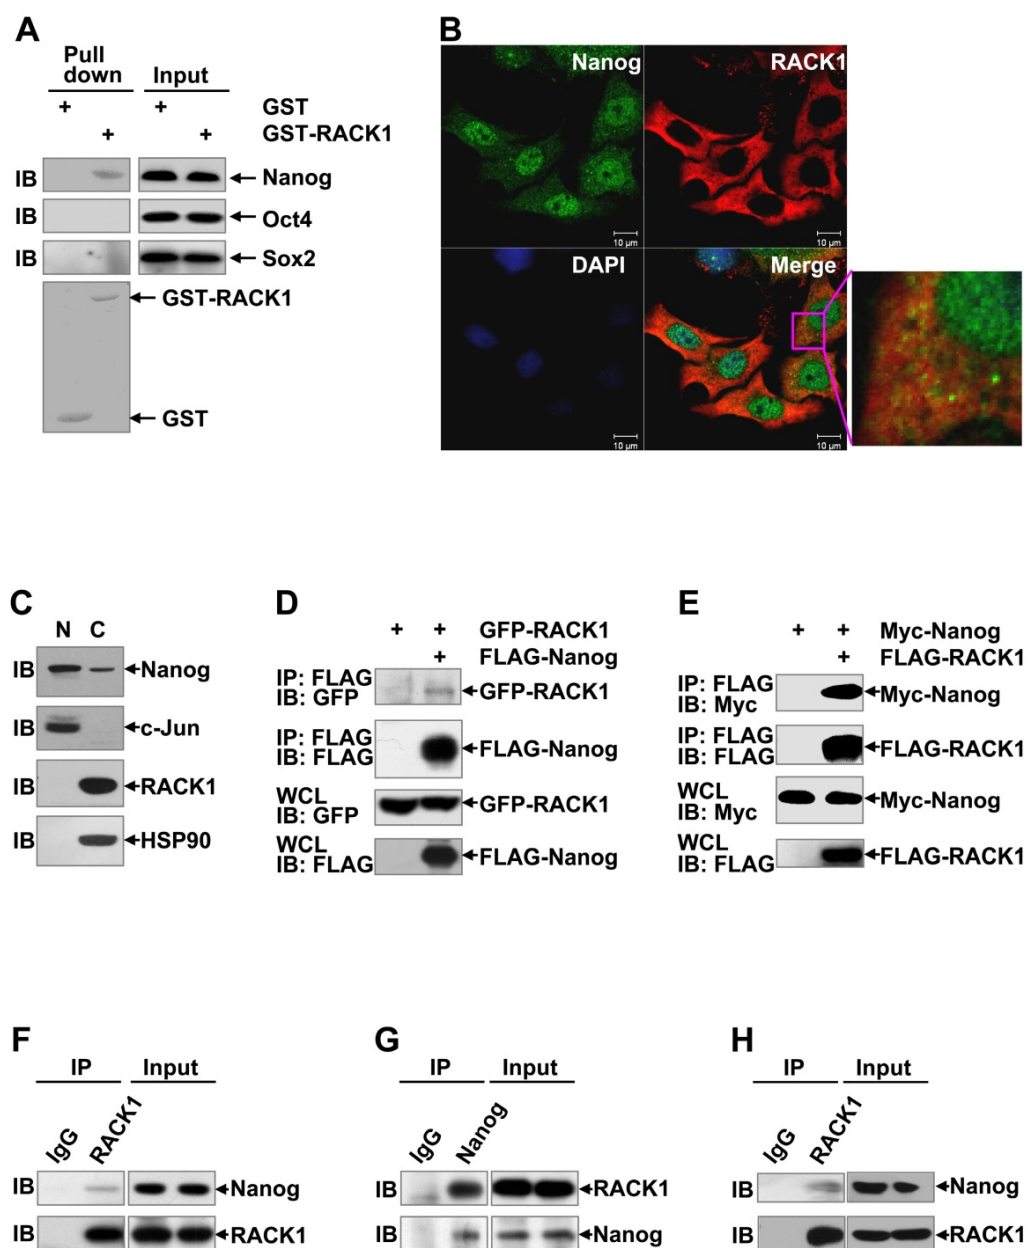 A
Pull down
Input
+ + GST
+ + GST-RACK1
IB Nanog
IB Oct4
IB Sox2
GST-RACK1
GST
B
Nanog
RACK1
10 µm
10 µm
DAPI
Merge
10 µm
10 µm
C
N C
IB Nanog
IB c-Jun
IB RACK1
IB HSP90
D
+ + GFP-RACK1
+ FLAG-Nanog
IP: FLAG
IB: GFP
GFP-RACK1
IP: FLAG
IB: FLAG
FLAG-Nanog
WCL
IB: GFP
GFP-RACK1
WCL
IB: FLAG
FLAG-Nanog
E
+ + Myc-Nanog
+ FLAG-RACK1
IP: FLAG
IB: Myc
Myc-Nanog
IP: FLAG
IB: FLAG
FLAG-RACK1
WCL
IB: Myc
Myc-Nanog
WCL
IB: FLAG
FLAG-RACK1
F
IP Input
IgG RACK1
IB Nanog
IB RACK1
G
IP Input
IgG Nanog
IB RACK1
IB Nanog
H
IP Input
IgG RACK1
IB Nanog
IB RACK1